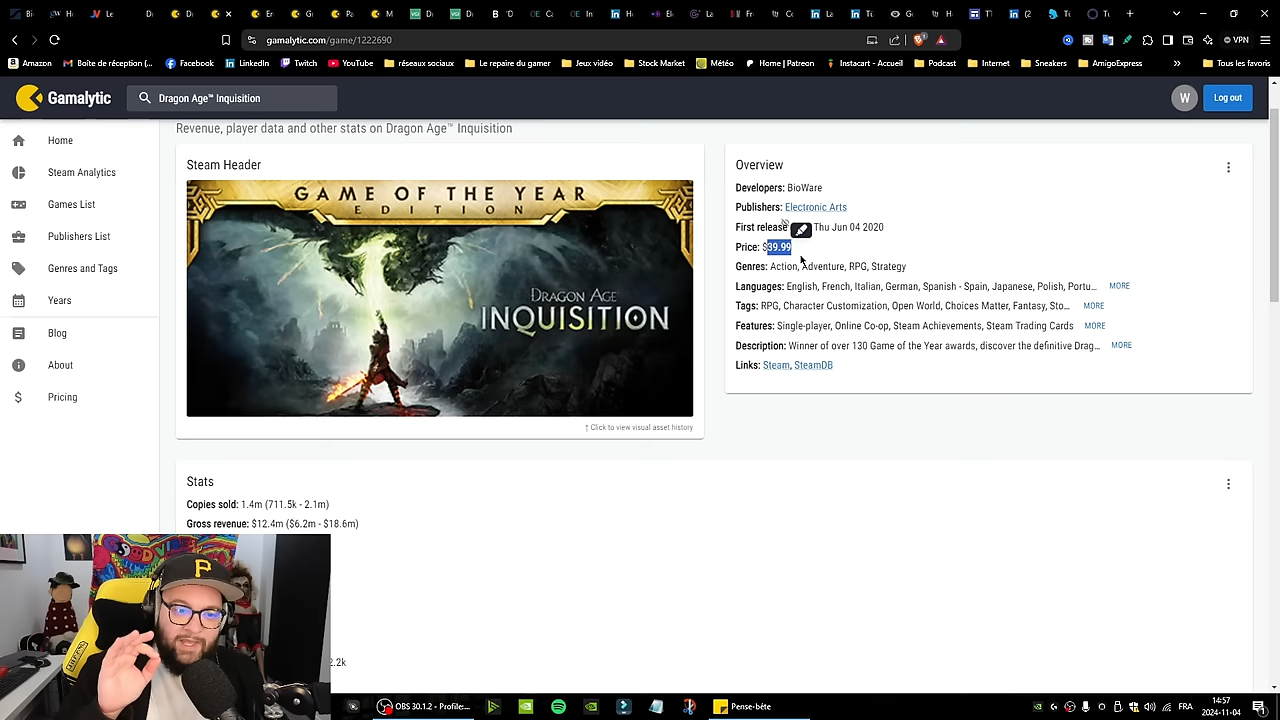 gamalytic.com/game/1222690
VPN
Amazon
Boîte de réception (...
Facebook
LinkedIn
Twitch
YouTube
réseaux sociaux
Le repaire du gamer
Jeux vidéo
Stock Market
Météo
Home | Patreon
Instacart - Accueil
Podcast
Internet
Sneakers
AmigoExpress
Tous les favoris
Gamalytic
Dragon Age™ Inquisition
W
Log out
Home
Steam Analytics
Games List
Publishers List
Genres and Tags
Years
Blog
About
Pricing
Revenue, player data and other stats on Dragon Age™ Inquisition
Steam Header
GAME OF THE YEAR
EDITION
DRAGON AGE
INQUISITION
↑ Click to view visual asset history
Overview
Developers: BioWare
Publishers: Electronic Arts
First release Thu Jun 04 2020
Price: $39.99
Genres: Action, Adventure, RPG, Strategy
Languages: English, French, Italian, German, Spanish - Spain, Japanese, Polish, Portu... MORE
Tags: RPG, Character Customization, Open World, Choices Matter, Fantasy, Sto... MORE
Features: Single-player, Online Co-op, Steam Achievements, Steam Trading Cards MORE
Description: Winner of over 130 Game of the Year awards, discover the definitive Drag... MORE
Links: Steam, SteamDB
Stats
Copies sold: 1.4m (711.5k - 2.1m)
Gross revenue: $12.4m ($6.2m - $18.6m)
2.2k
P
OBS 30.1.2 - Profile:...
Pense-bête
FRA
14:57
2024-11-04